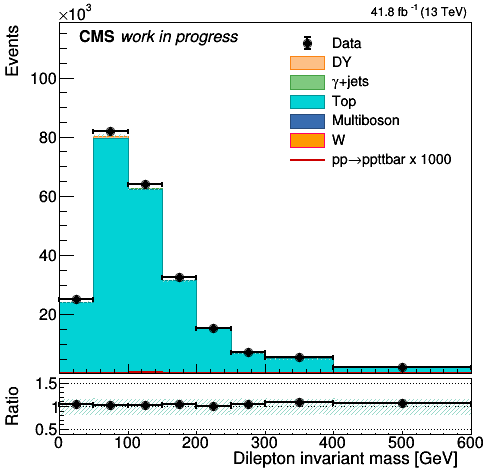 ×10³
41.8 fb⁻¹ (13 TeV)
CMS work in progress
Events
Data
DY
γ+jets
Top
Multiboson
W
pp→ppttbar x 1000
100
80
60
40
20
Ratio
1.5
1
0.5
0 100 200 300 400 500 600
Dilepton invariant mass [GeV]